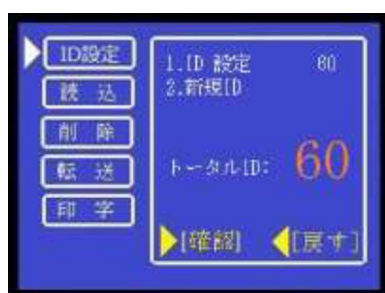 ID設定
読 込
削 除
転 送
印 字
1.ID 設定 60
2.新規ID
トータルID: 60
[確認] [戻す]